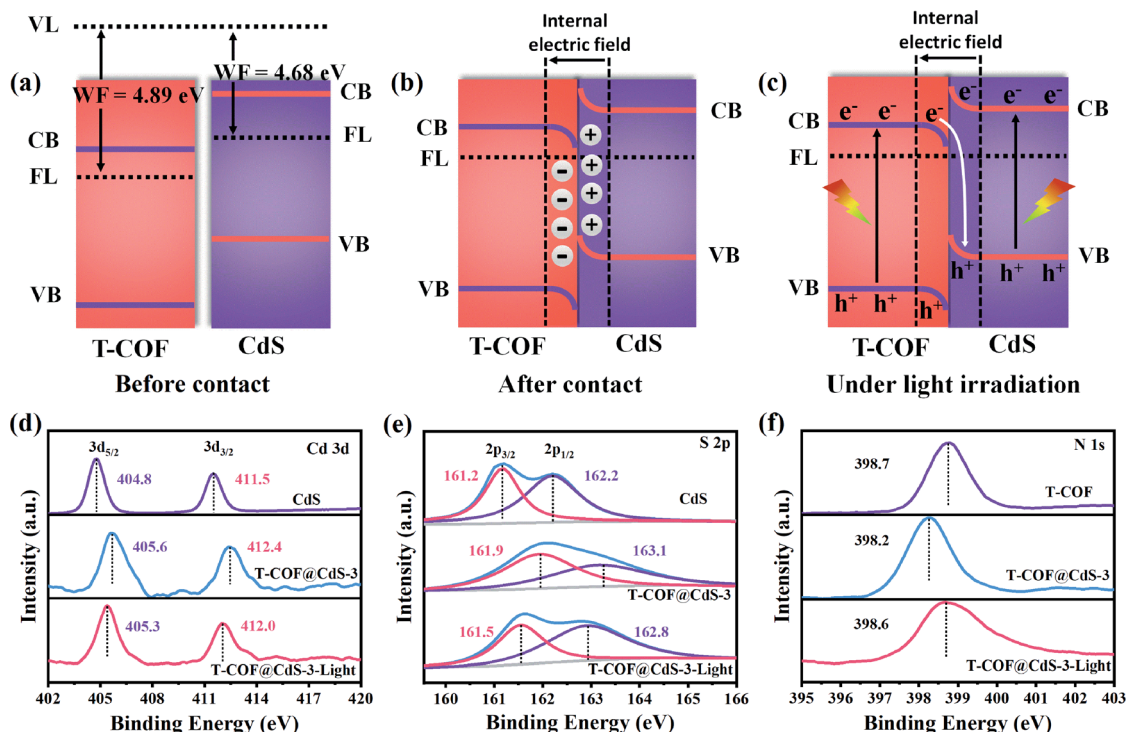 VL
(a)
WF = 4.89 eV
WF = 4.68 eV
CB
FL
CB
FL
VB
VB
T-COF
CdS
Before contact
Internal
electric field
(b)
CB
CB
FL
+
+
+
+
-
-
-
-
VB
VB
T-COF
CdS
After contact
Internal
electric field
(c)
e- e- e-
e- e- e-
CB
CB
FL
VB
VB
h+ h+ h+
h+ h+ h+
T-COF
CdS
Under light irradiation
(d)
Cd 3d
3d5/2
3d3/2
404.8
411.5
CdS
405.6
412.4
T-COF@CdS-3
405.3
412.0
T-COF@CdS-3-Light
Intensity (a.u.)
402 405 408 411 414 417 420
Binding Energy (eV)
(e)
S 2p
2p3/2
2p1/2
161.2
162.2
CdS
161.9
163.1
T-COF@CdS-3
161.5
162.8
T-COF@CdS-3-Light
Intensity (a.u.)
160 161 162 163 164 165 166
Binding Energy (eV)
(f)
N 1s
398.7
T-COF
398.2
T-COF@CdS-3
398.6
T-COF@CdS-3-Light
Intensity (a.u.)
395 396 397 398 399 400 401 402 403
Binding Energy (eV)